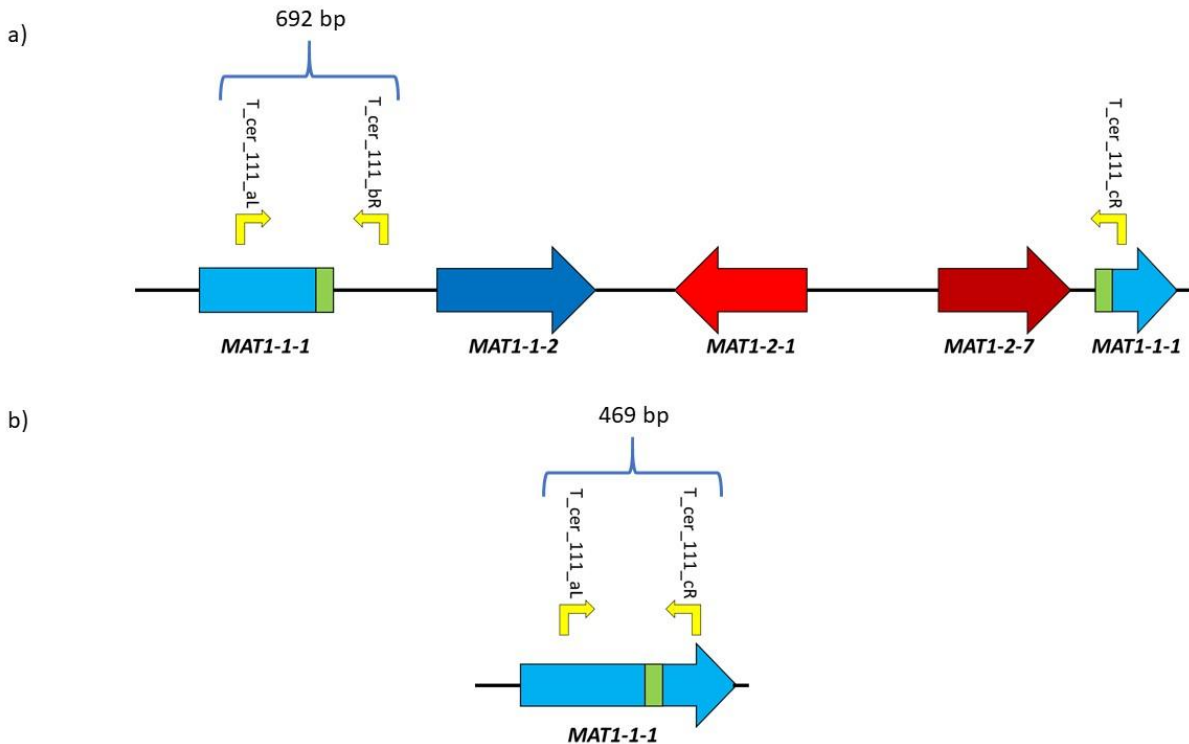 692 bp
a)
T_cer_111_aL
T_cer_111_bR
T_cer_111_cR
MAT1-1-1
MAT1-1-2
MAT1-2-1
MAT1-2-7
MAT1-1-1
469 bp
b)
T_cer_111_aL
T_cer_111_cR
MAT1-1-1